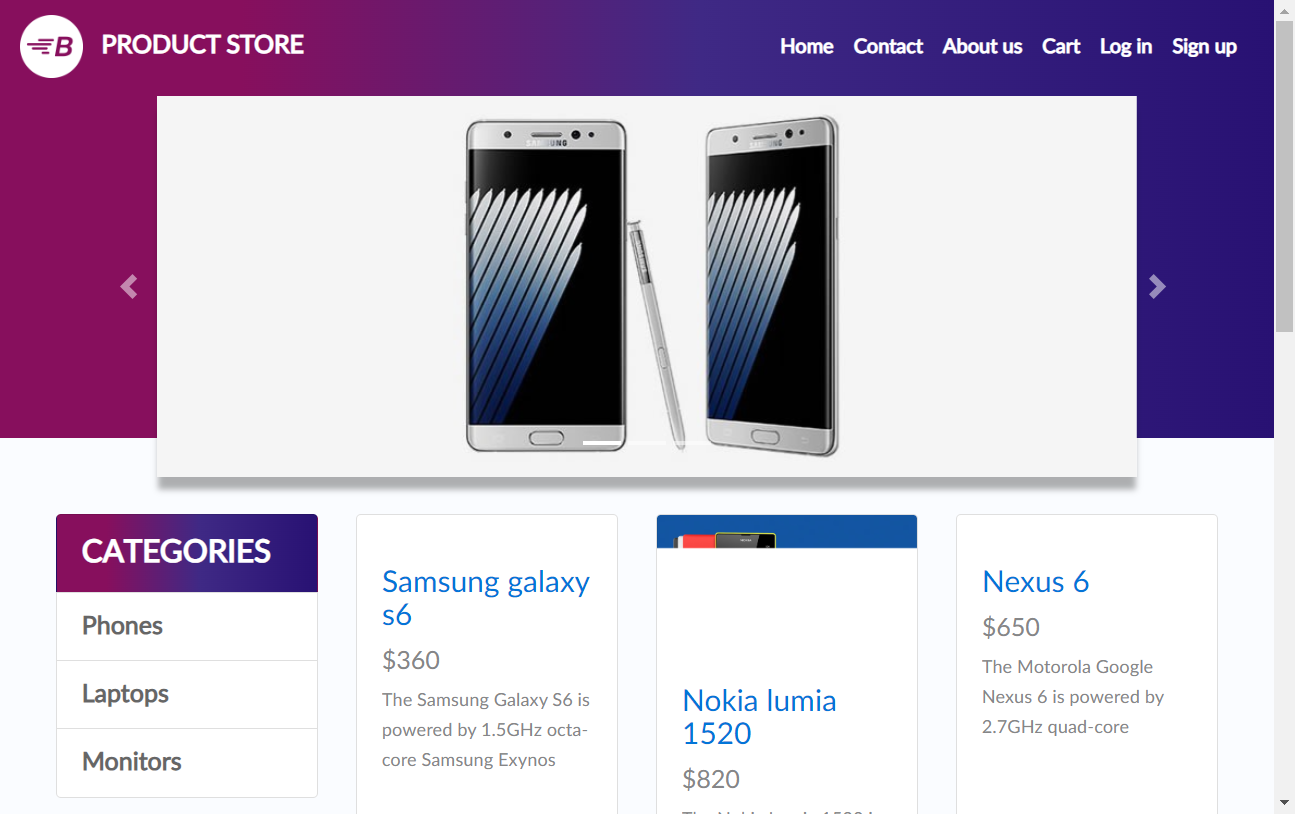 B PRODUCT STORE
Home Contact About us Cart Log in Sign up
SAMSUNG
SAMSUNG
CATEGORIES
Phones
Laptops
Monitors
Samsung galaxy
s6
$360
The Samsung Galaxy S6 is
powered by 1.5GHz octa-
core Samsung Exynos
Nokia lumia
1520
$820
Nexus 6
$650
The Motorola Google
Nexus 6 is powered by
2.7GHz quad-core